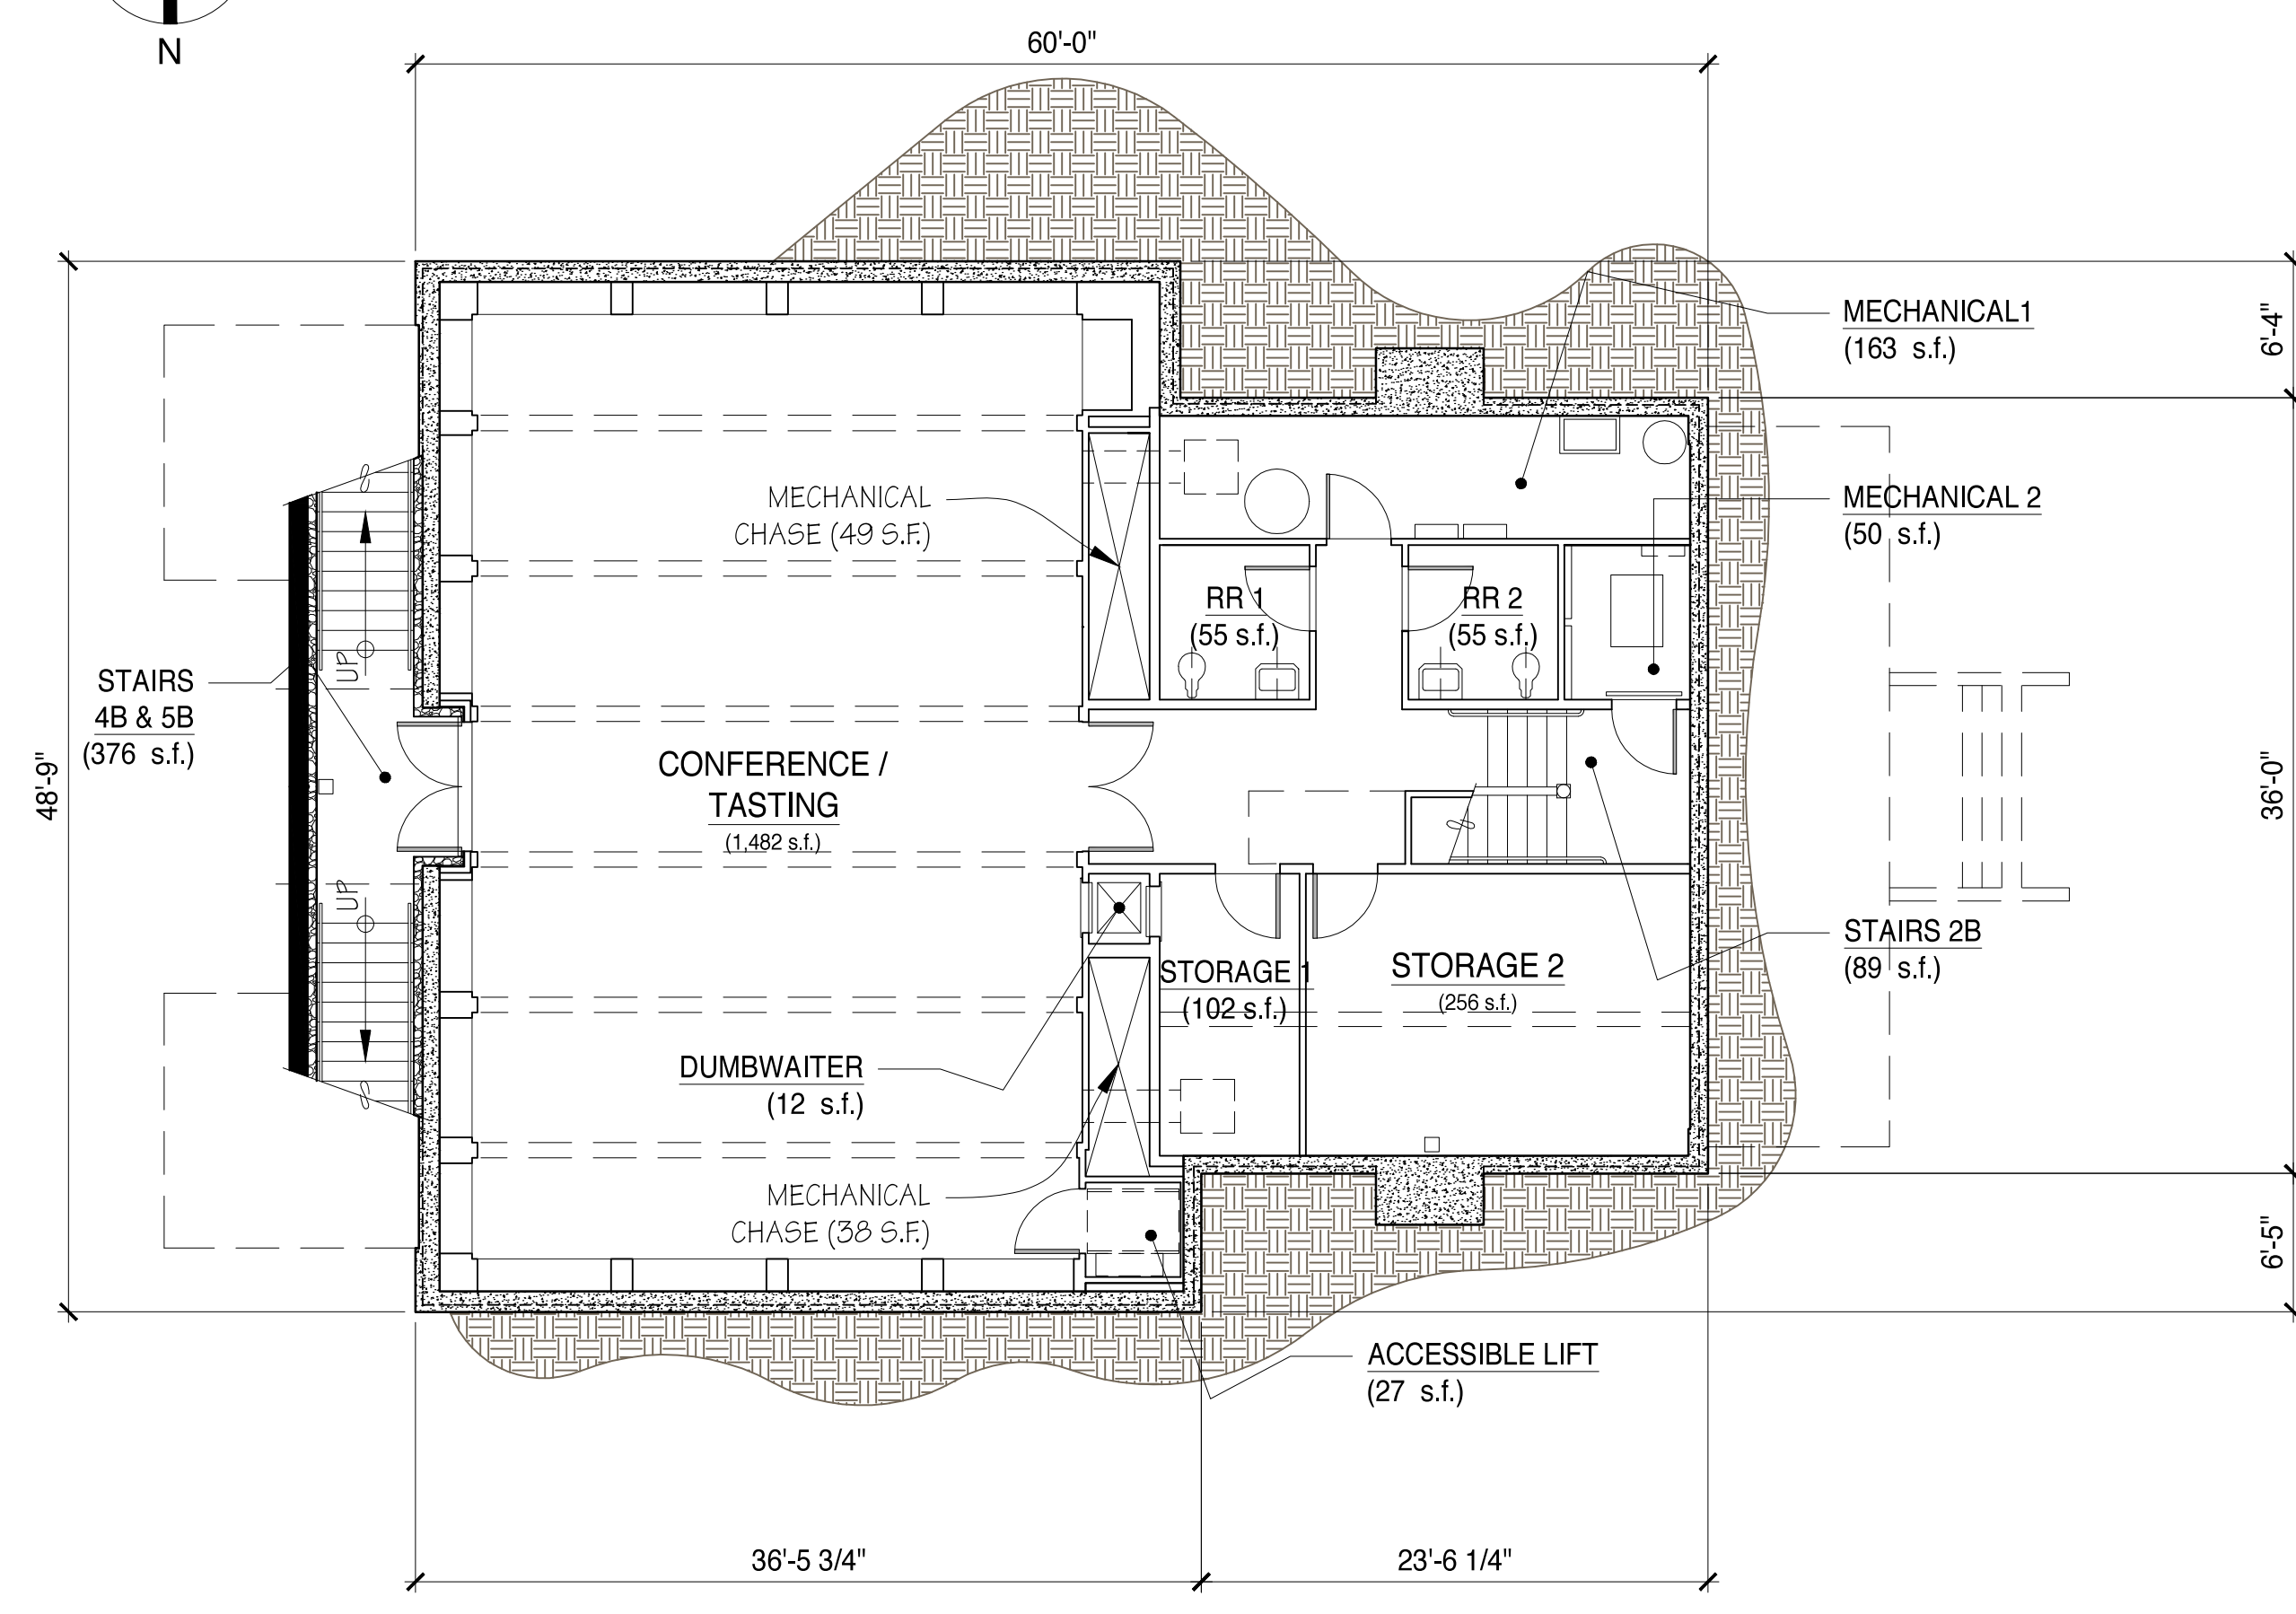 N
60'-0"
6'-4"
MECHANICAL1
(163 s.f.)
MECHANICAL
CHASE (49 S.F.)
MECHANICAL 2
(50 s.f.)
RR 1
(55 s.f.)
RR 2
(55 s.f.)
UP
STAIRS
4B & 5B
(376 s.f.)
48'-9"
CONFERENCE /
TASTING
(1,482 s.f.)
36'-0"
UP
STAIRS 2B
(89 s.f.)
STORAGE 1
(102 s.f.)
STORAGE 2
(256 s.f.)
DUMBWAITER
(12 s.f.)
MECHANICAL
CHASE (38 S.F.)
6'-5"
ACCESSIBLE LIFT
(27 s.f.)
36'-5 3/4"
23'-6 1/4"